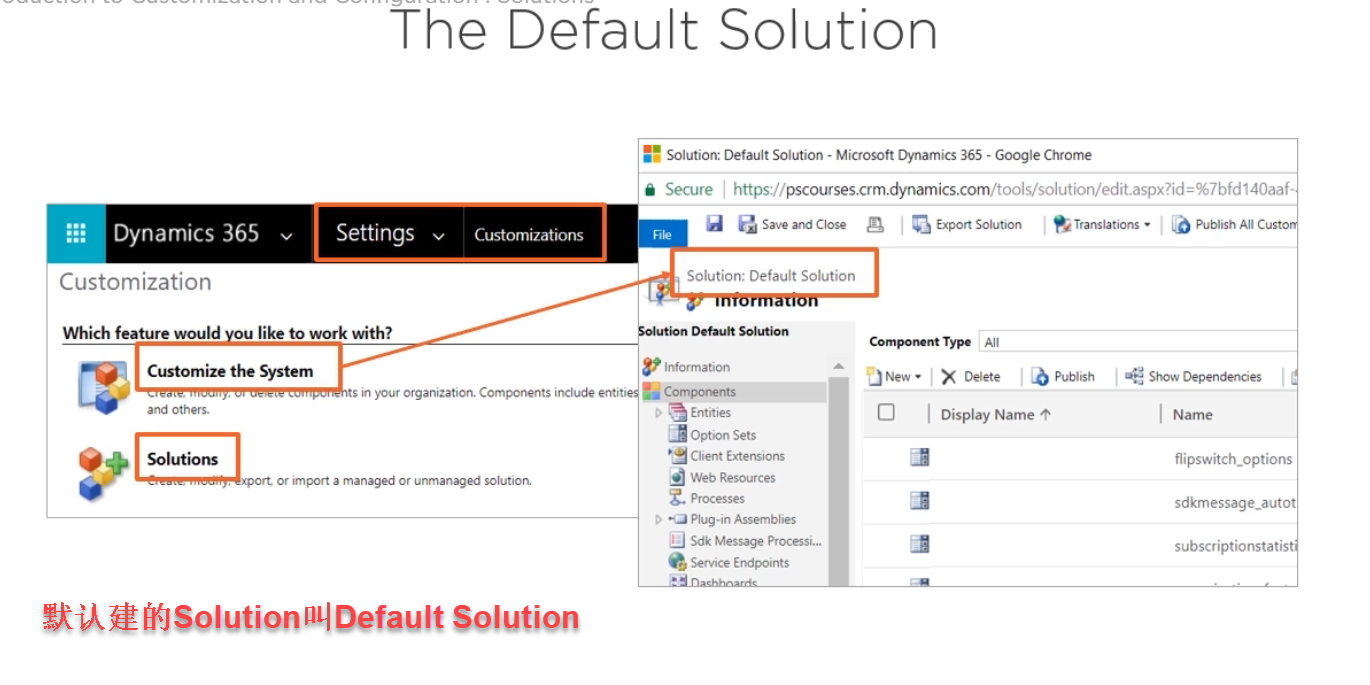 roduction to Customization and Configuration : Solutions
The Default Solution
Dynamics 365
Settings
Customizations
Customization
Which feature would you like to work with?
Customize the System
Create, modify, or delete components in your organization. Components include entities
and others.
Solutions
Create, modify, export, or import a managed or unmanaged solution.
Solution: Default Solution - Microsoft Dynamics 365 - Google Chrome
Secure https://pscourses.crm.dynamics.com/tools/solution/edit.aspx?id=%7bfd140aaf-
File Save and Close Export Solution Translations Publish All Custom
Solution: Default Solution
Information
Solution Default Solution
Information
Components
Entities
Option Sets
Client Extensions
Web Resources
Processes
Plug-in Assemblies
Sdk Message Processi...
Service Endpoints
Dashboards
Component Type All
New Delete Publish Show Dependencies
Display Name ↑ Name
flipswitch_options
sdkmessage_autot
subscriptionstatisti
默认建的Solution叫Default Solution